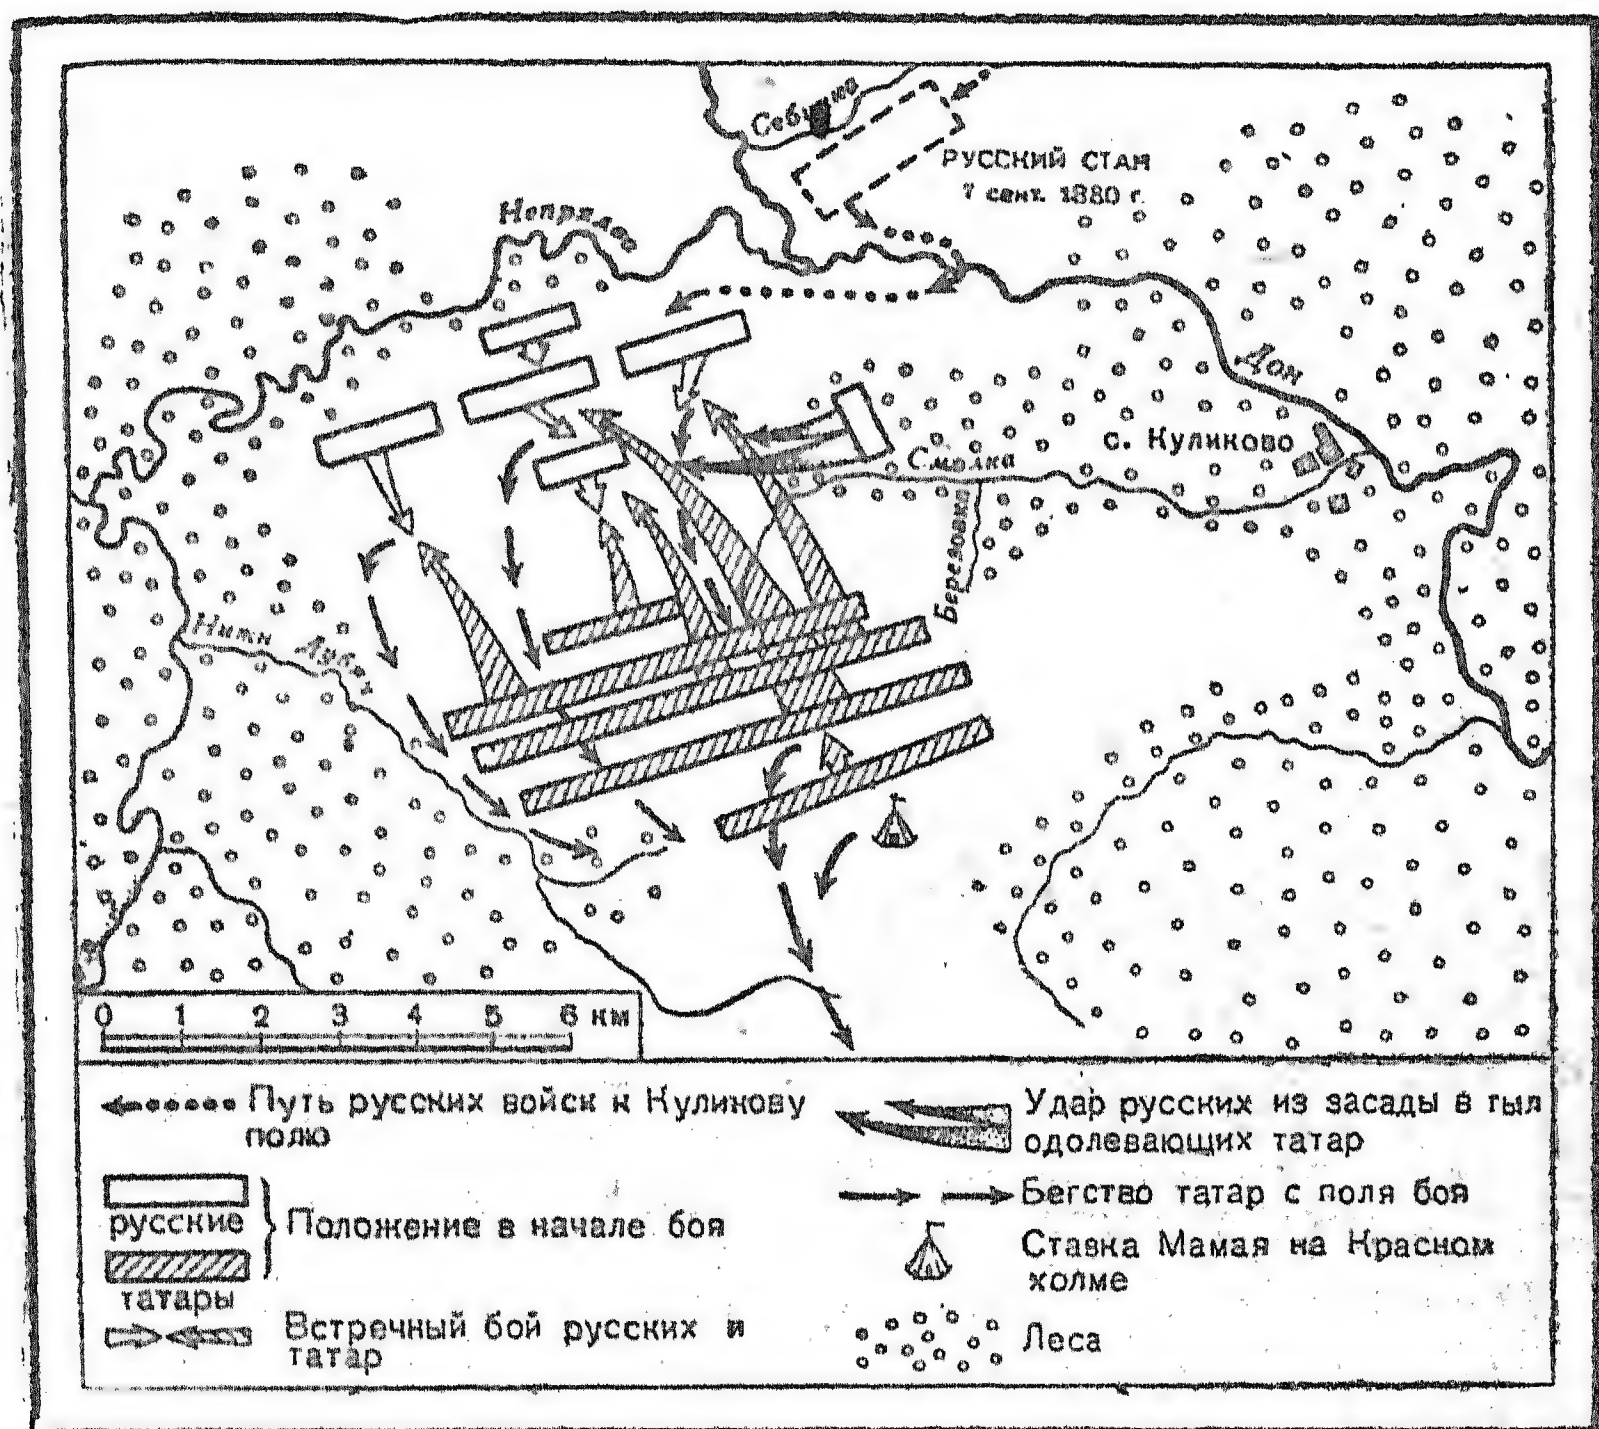 Себинка
РУССКИЙ СТАН
7 сент. 1880 г.
Непрядва
Дон
с. Куликово
Смолка
Березовка
Нижн Дубяк
0 1 2 3 4 5 6 км
Путь русских войск к Куликову
полю
русские
татары
Положение в начале боя
Встречный бой русских и
татар
Удар русских из засады в тыл
одолевающих татар
Бегство татар с поля боя
Ставка Мамая на Красном
холме
Леса